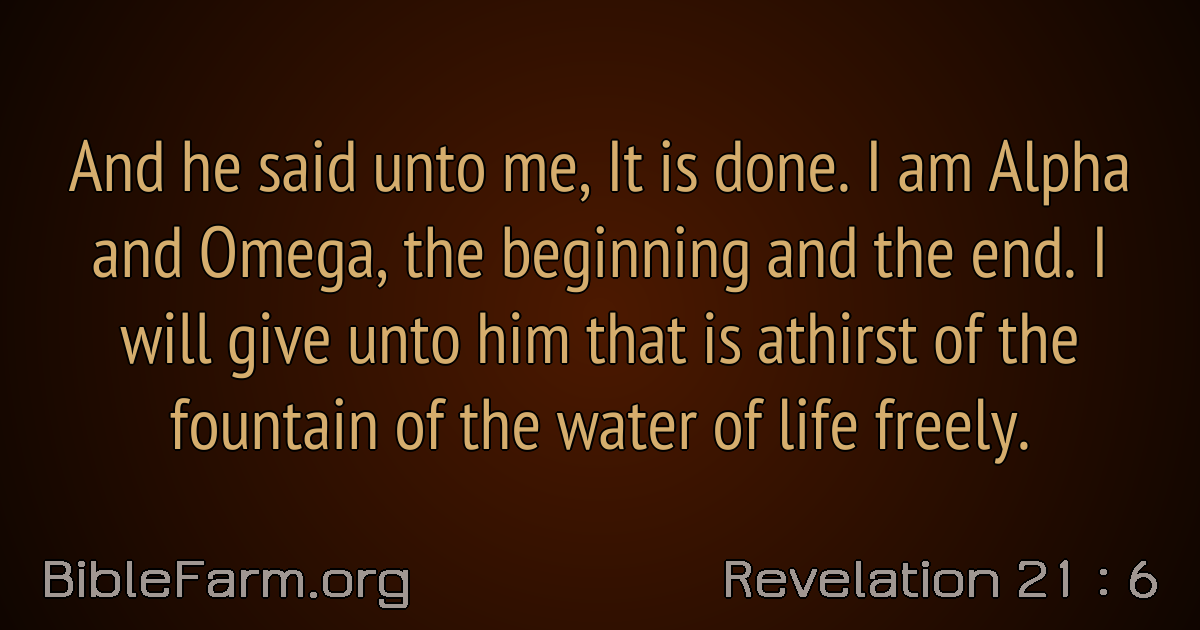 And he said unto me, It is done. I am Alpha
and Omega, the beginning and the end. I
will give unto him that is athirst of the
fountain of the water of life freely.
BibleFarm.org
Revelation 21 : 6